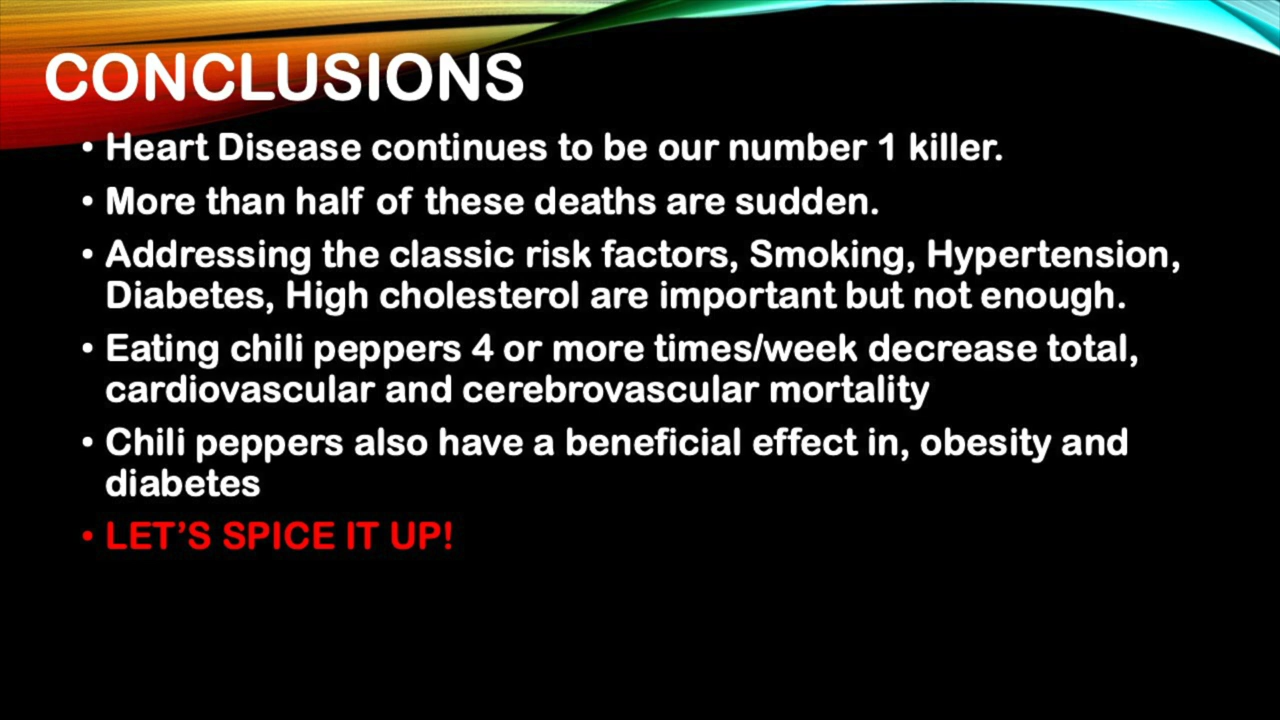 CONCLUSIONS
• Heart Disease continues to be our number 1 killer.
• More than half of these deaths are sudden.
• Addressing the classic risk factors, Smoking, Hypertension,
Diabetes, High cholesterol are important but not enough.
• Eating chili peppers 4 or more times/week decrease total,
cardiovascular and cerebrovascular mortality
• Chili peppers also have a beneficial effect in, obesity and
diabetes
• LET’S SPICE IT UP!